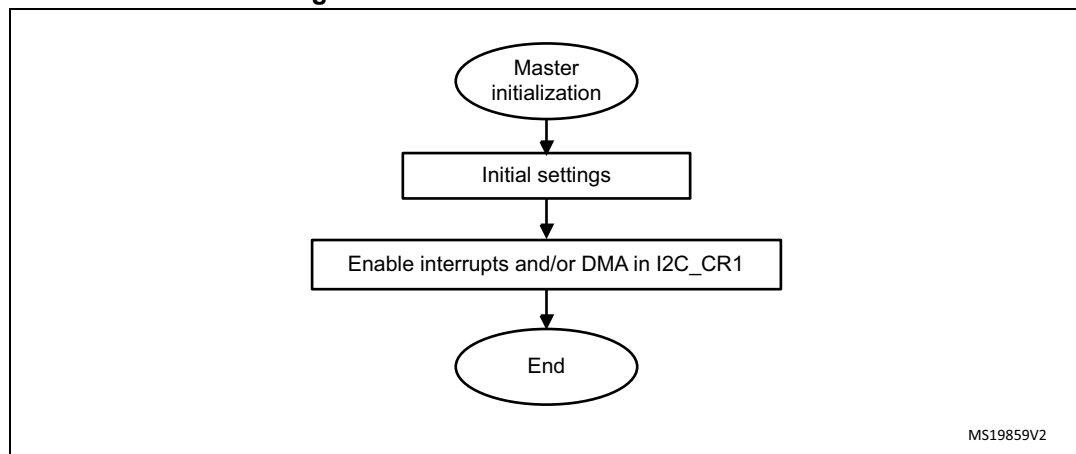 Master
initialization
Initial settings
Enable interrupts and/or DMA in I2C_CR1
End
MS19859V2